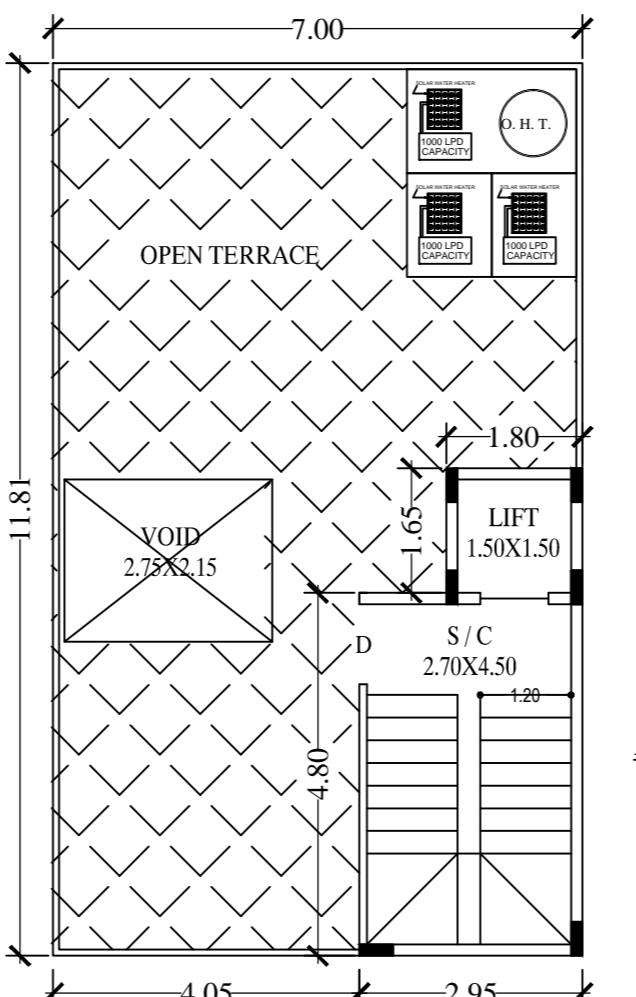 7.00
SOLAR WATER HEATER
O. H. T.
1000 LPD
CAPACITY
SOLAR WATER HEATER
SOLAR WATER HEATER
1000 LPD
CAPACITY
1000 LPD
CAPACITY
OPEN TERRACE
1.80
11.81
1.65
LIFT
1.50X1.50
VOID
2.75X2.15
D
S / C
2.70X4.50
1.20
4.80
4.05
2.95